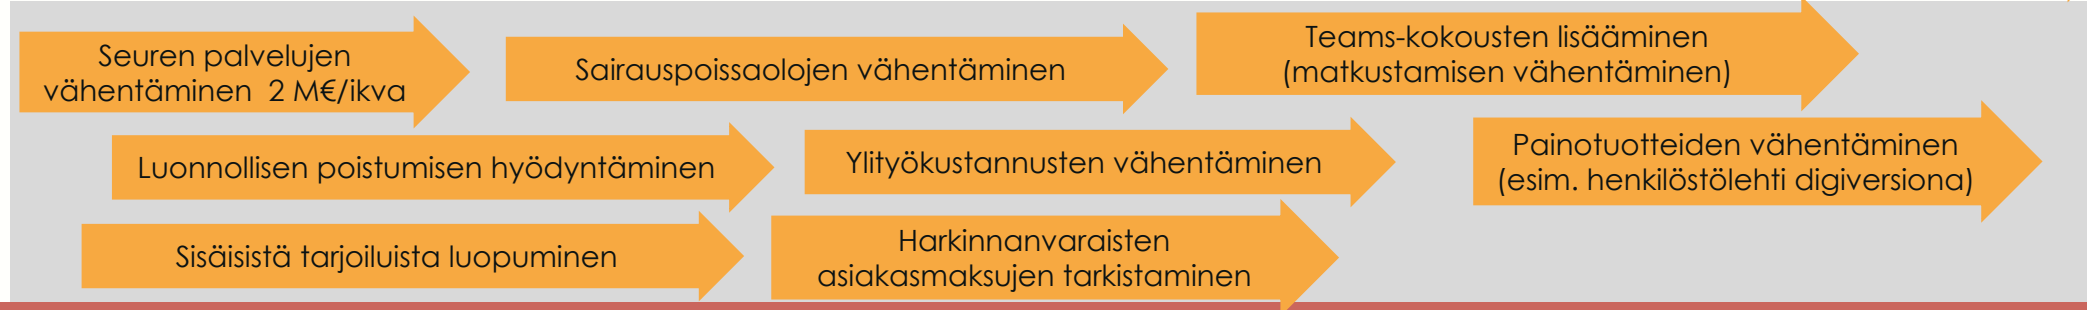 Seuren palvelujen
vähentäminen 2 M€/ikva
Sairauspoissaolojen vähentäminen
Teams-kokousten lisääminen
(matkustamisen vähentäminen)
Luonnollisen poistumisen hyödyntäminen
Ylityökustannusten vähentäminen
Painotuotteiden vähentäminen
(esim. henkilöstölehti digiversiona)
Sisäisistä tarjoiluista luopuminen
Harkinnanvaraisten
asiakasmaksujen tarkistaminen